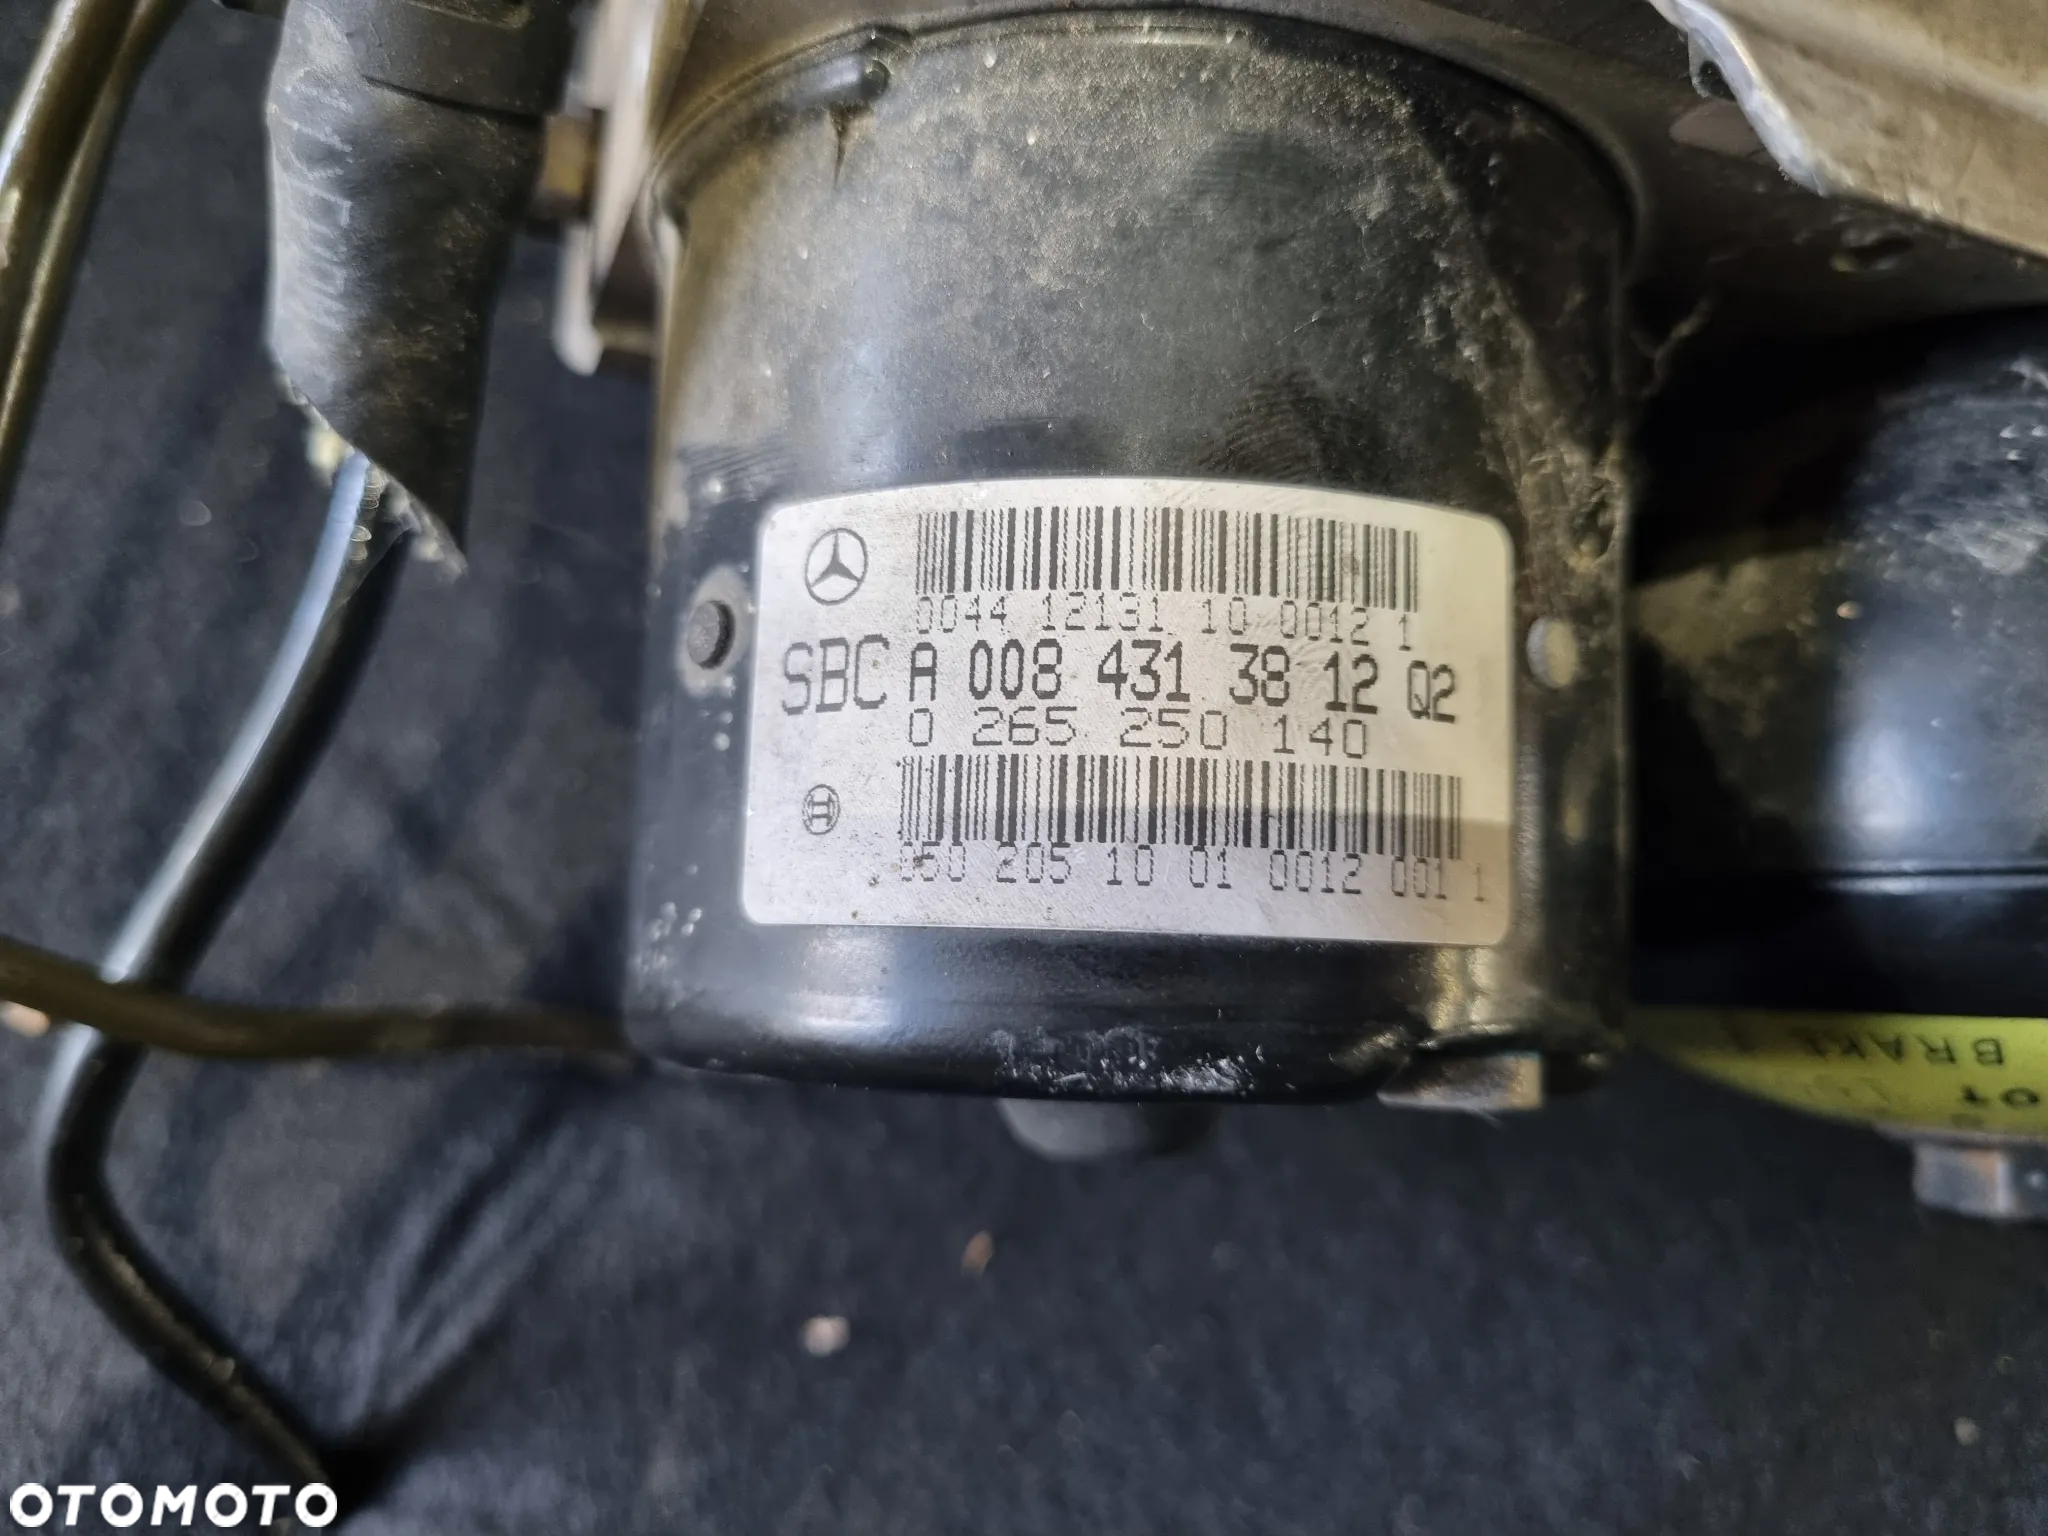 0044 12131 10 0012 1
SBC A 008 431 38 12 Q2
0 265 250 140
050 205 10 01 0012 001 1
BRAKE
OTOMOTO